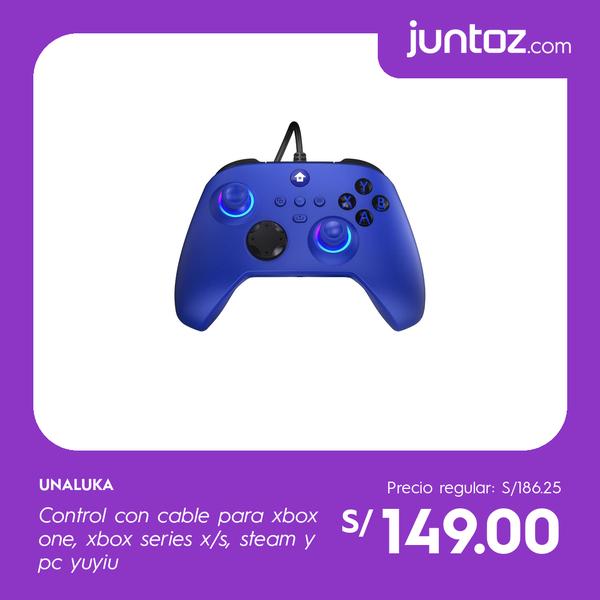 juntoz.com
Y
X B
A
UNALUKA
Control con cable para xbox
one, xbox series x/s, steam y
pc yuyiu
Precio regular: S/186.25
S/149.00